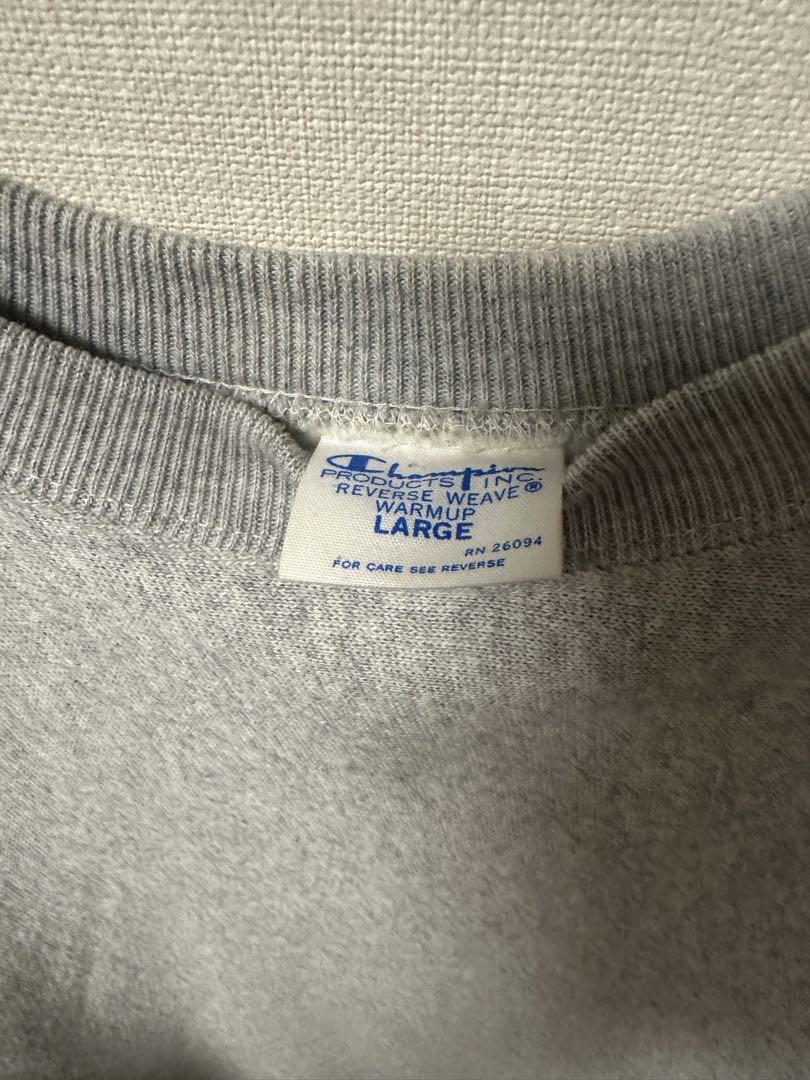 Champion
PRODUCTS INC.
REVERSE WEAVE®
WARMUP
LARGE
RN 26094
FOR CARE SEE REVERSE